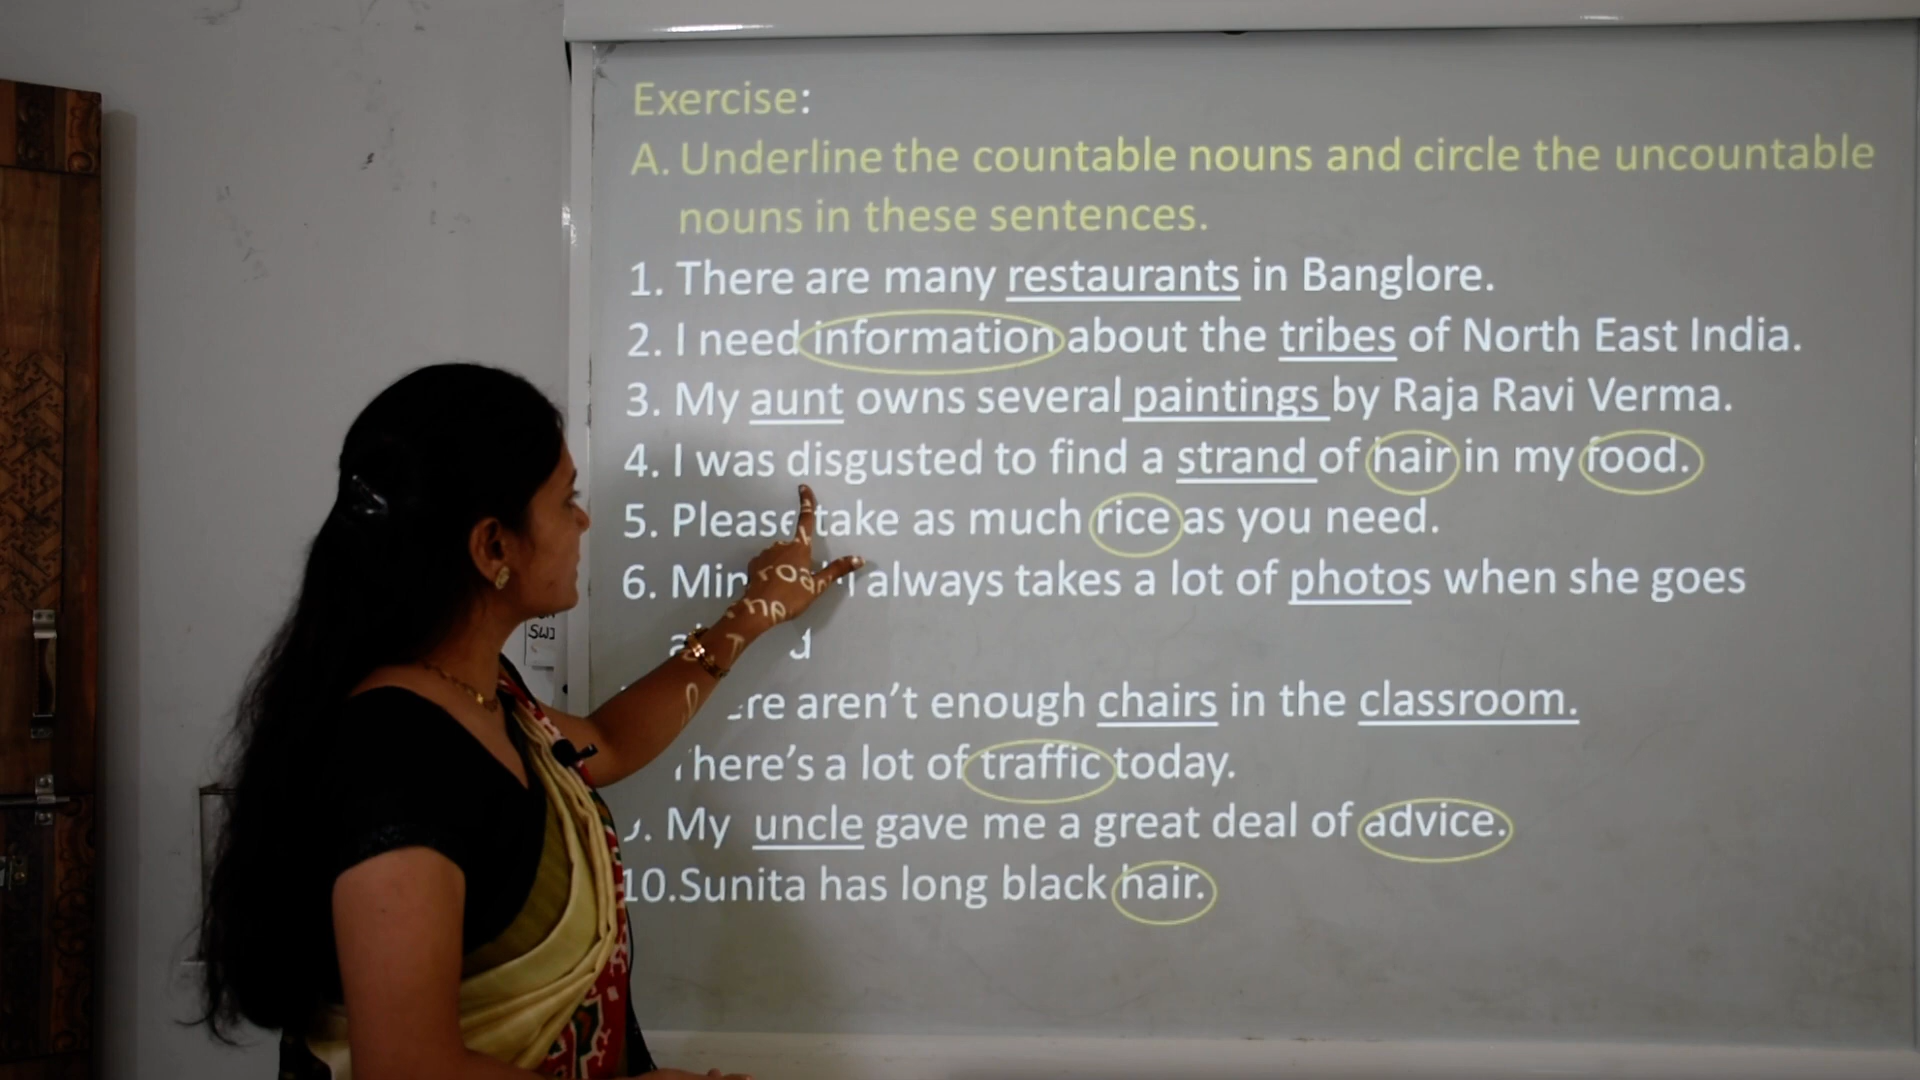 Exercise:
A. Underline the countable nouns and circle the uncountable
nouns in these sentences.
1. There are many restaurants in Banglore.
2. I need information about the tribes of North East India.
3. My aunt owns several paintings by Raja Ravi Verma.
4. I was disgusted to find a strand of hair in my food.
5. Please take as much rice as you need.
6. always takes a lot of photos when she goes
aren't enough chairs in the classroom.
There's a lot of traffic today.
My uncle gave me a great deal of advice.
10.Sunita has long black hair.